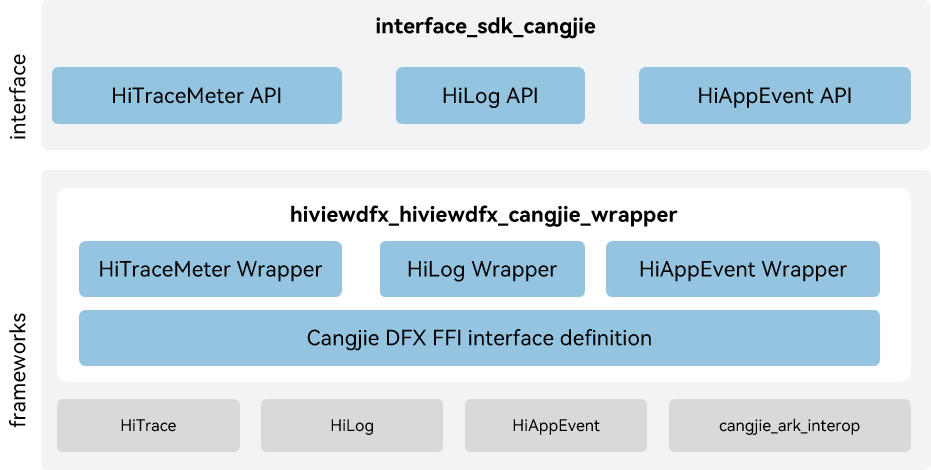 interface
interface_sdk_cangjie
HiTraceMeter API
HiLog API
HiAppEvent API
frameworks
hiviewdfx_hiviewdfx_cangjie_wrapper
HiTraceMeter Wrapper
HiLog Wrapper
HiAppEvent Wrapper
Cangjie DFX FFI interface definition
HiTrace
HiLog
HiAppEvent
cangjie_ark_interop